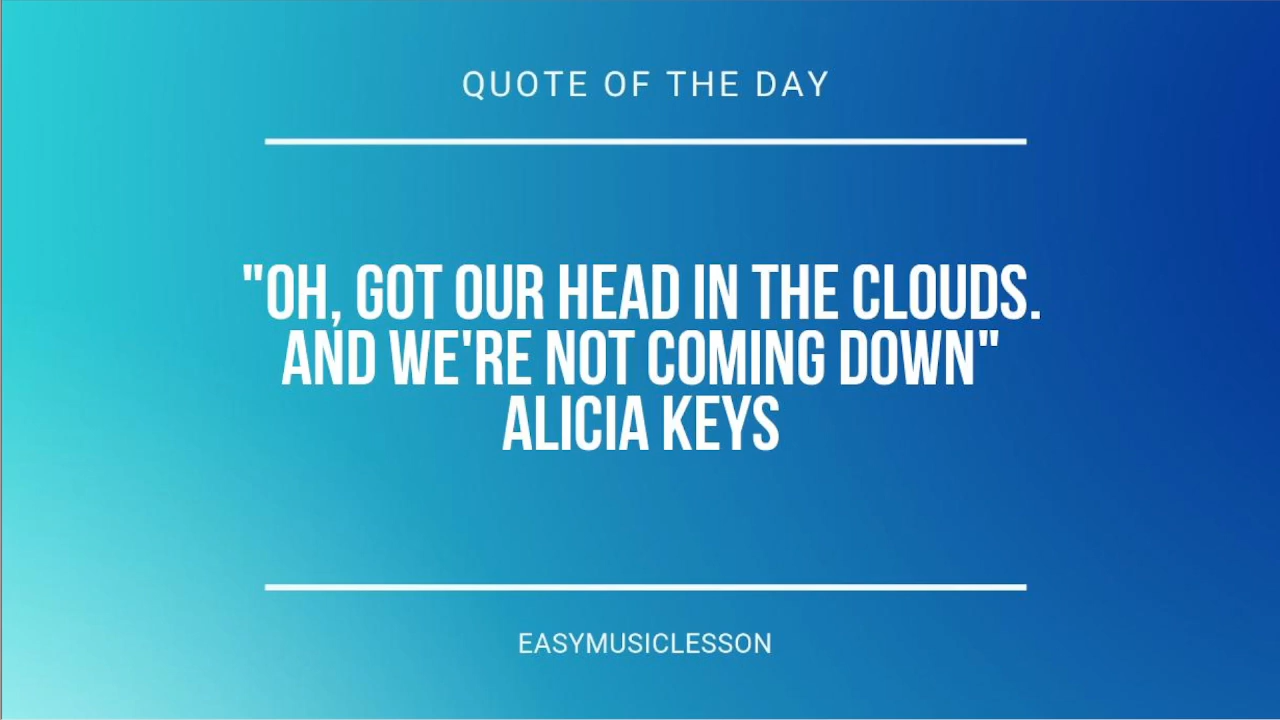 QUOTE OF THE DAY
"OH, GOT OUR HEAD IN THE CLOUDS.
AND WE'RE NOT COMING DOWN"
ALICIA KEYS
EASYMUSICLESSON